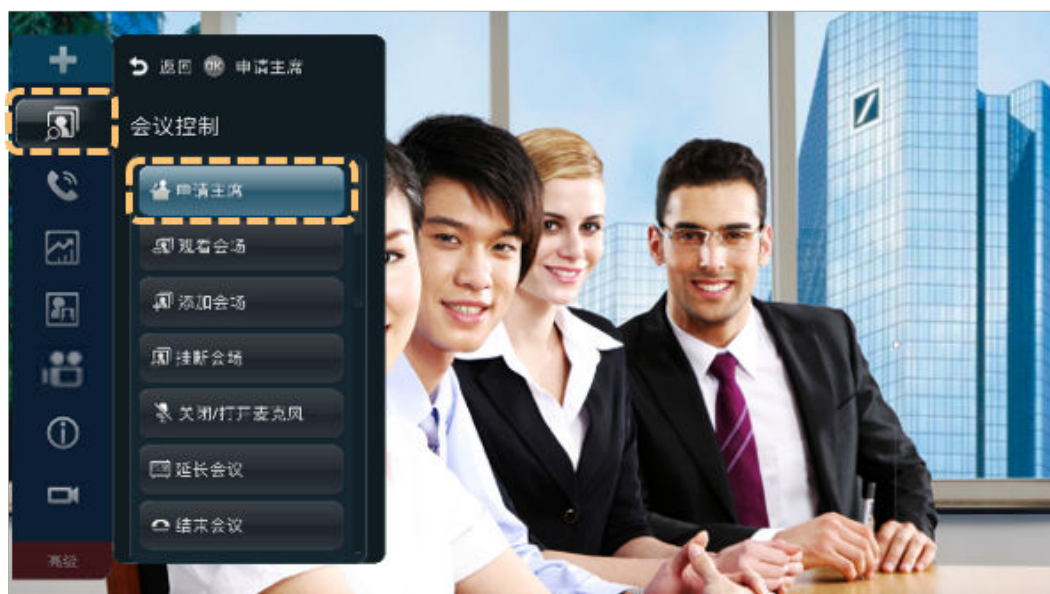 返回 OK 申请主席
会议控制
申请主席
观看会场
添加会场
挂断会场
关闭/打开麦克风
延长会议
结束会议
高级